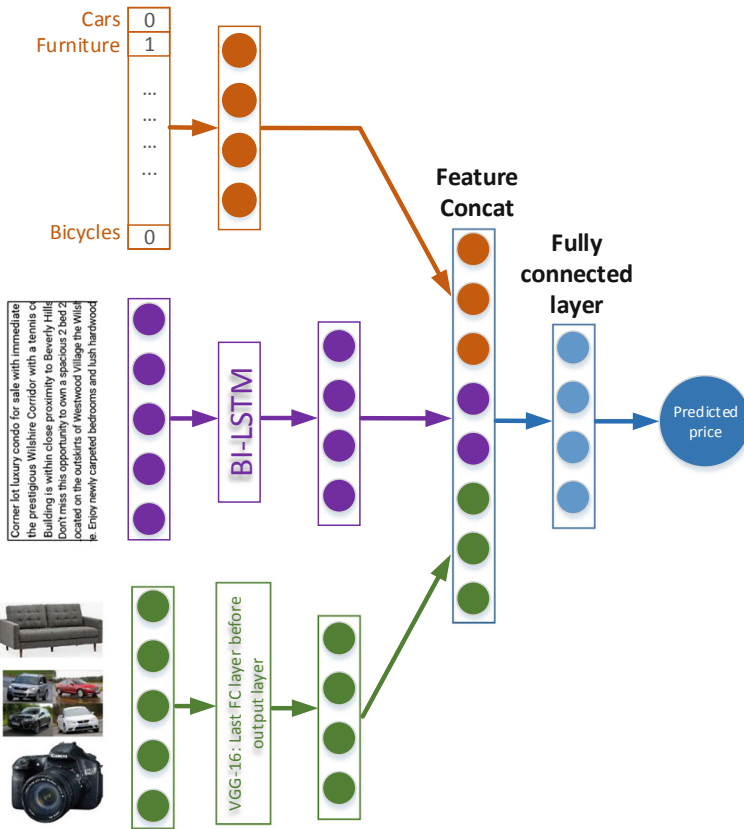 Cars 0
Furniture 1
...
...
...
...
Bicycles 0
Feature
Concat
Fully
connected
layer
Corner lot luxury condo for sale with immediate
the prestigious Wilshire Corridor with a tennis
Building is within close proximity to Beverly Hills
Don't miss this opportunity to own a spacious 2 bed 2
ocated on the outskirts of Westwood Village the Wilsh
e. Enjoy newly carpeted bedrooms and lush hardwood
BI-LSTM
Predicted
price
VGG-16: Last FC layer before
output layer
Canon